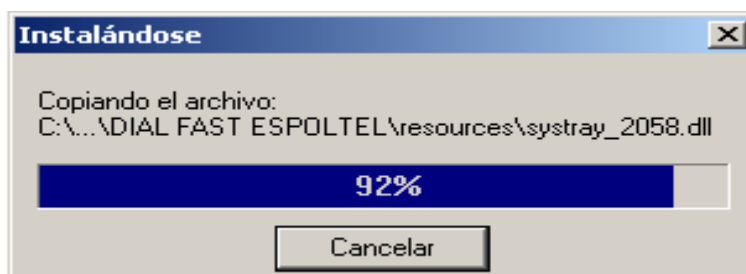 Instalándose
Copiando el archivo:
C:\...\DIAL FAST ESPOLTEL\resources\systray_2058.dll
92%
Cancelar